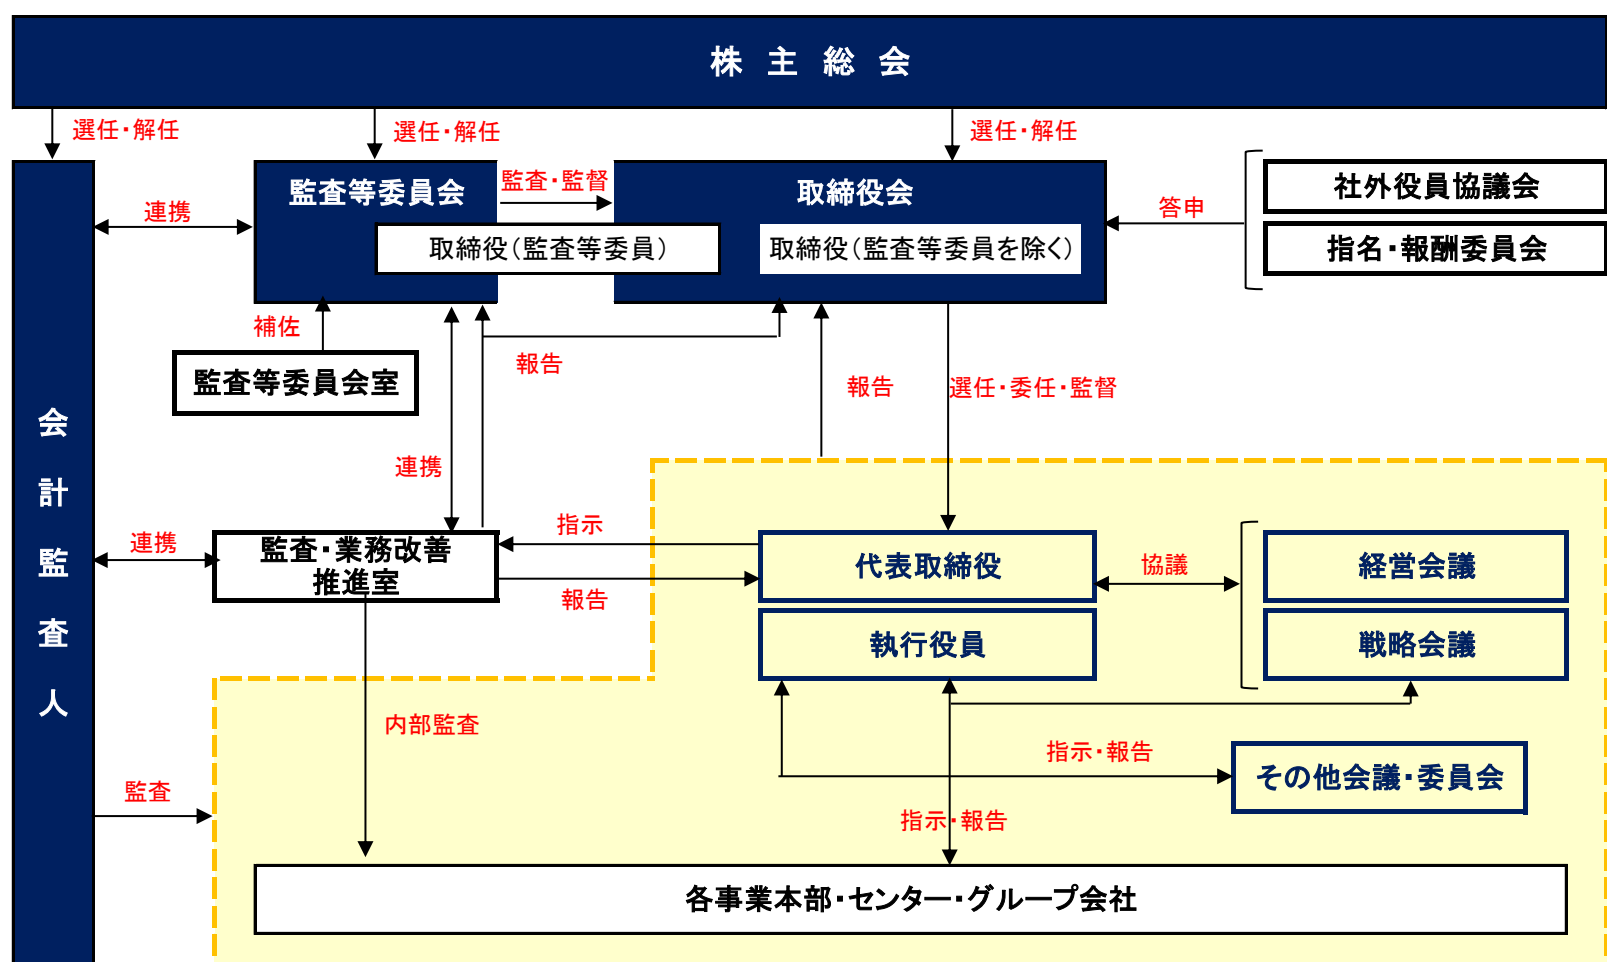 株 主 総 会
選任・解任
選任・解任
選任・解任
監査等委員会
監査・監督
取締役会
社外役員協議会
連携
答申
取締役（監査等委員）
取締役（監査等委員を除く）
指名・報酬委員会
補佐
監査等委員会室
報告
報告
選任・委任・監督
会計監査人
連携
指示
連携
監査・業務改善
推進室
代表取締役
協議
経営会議
報告
執行役員
戦略会議
内部監査
指示・報告
その他会議・委員会
監査
指示・報告
各事業本部・センター・グループ会社